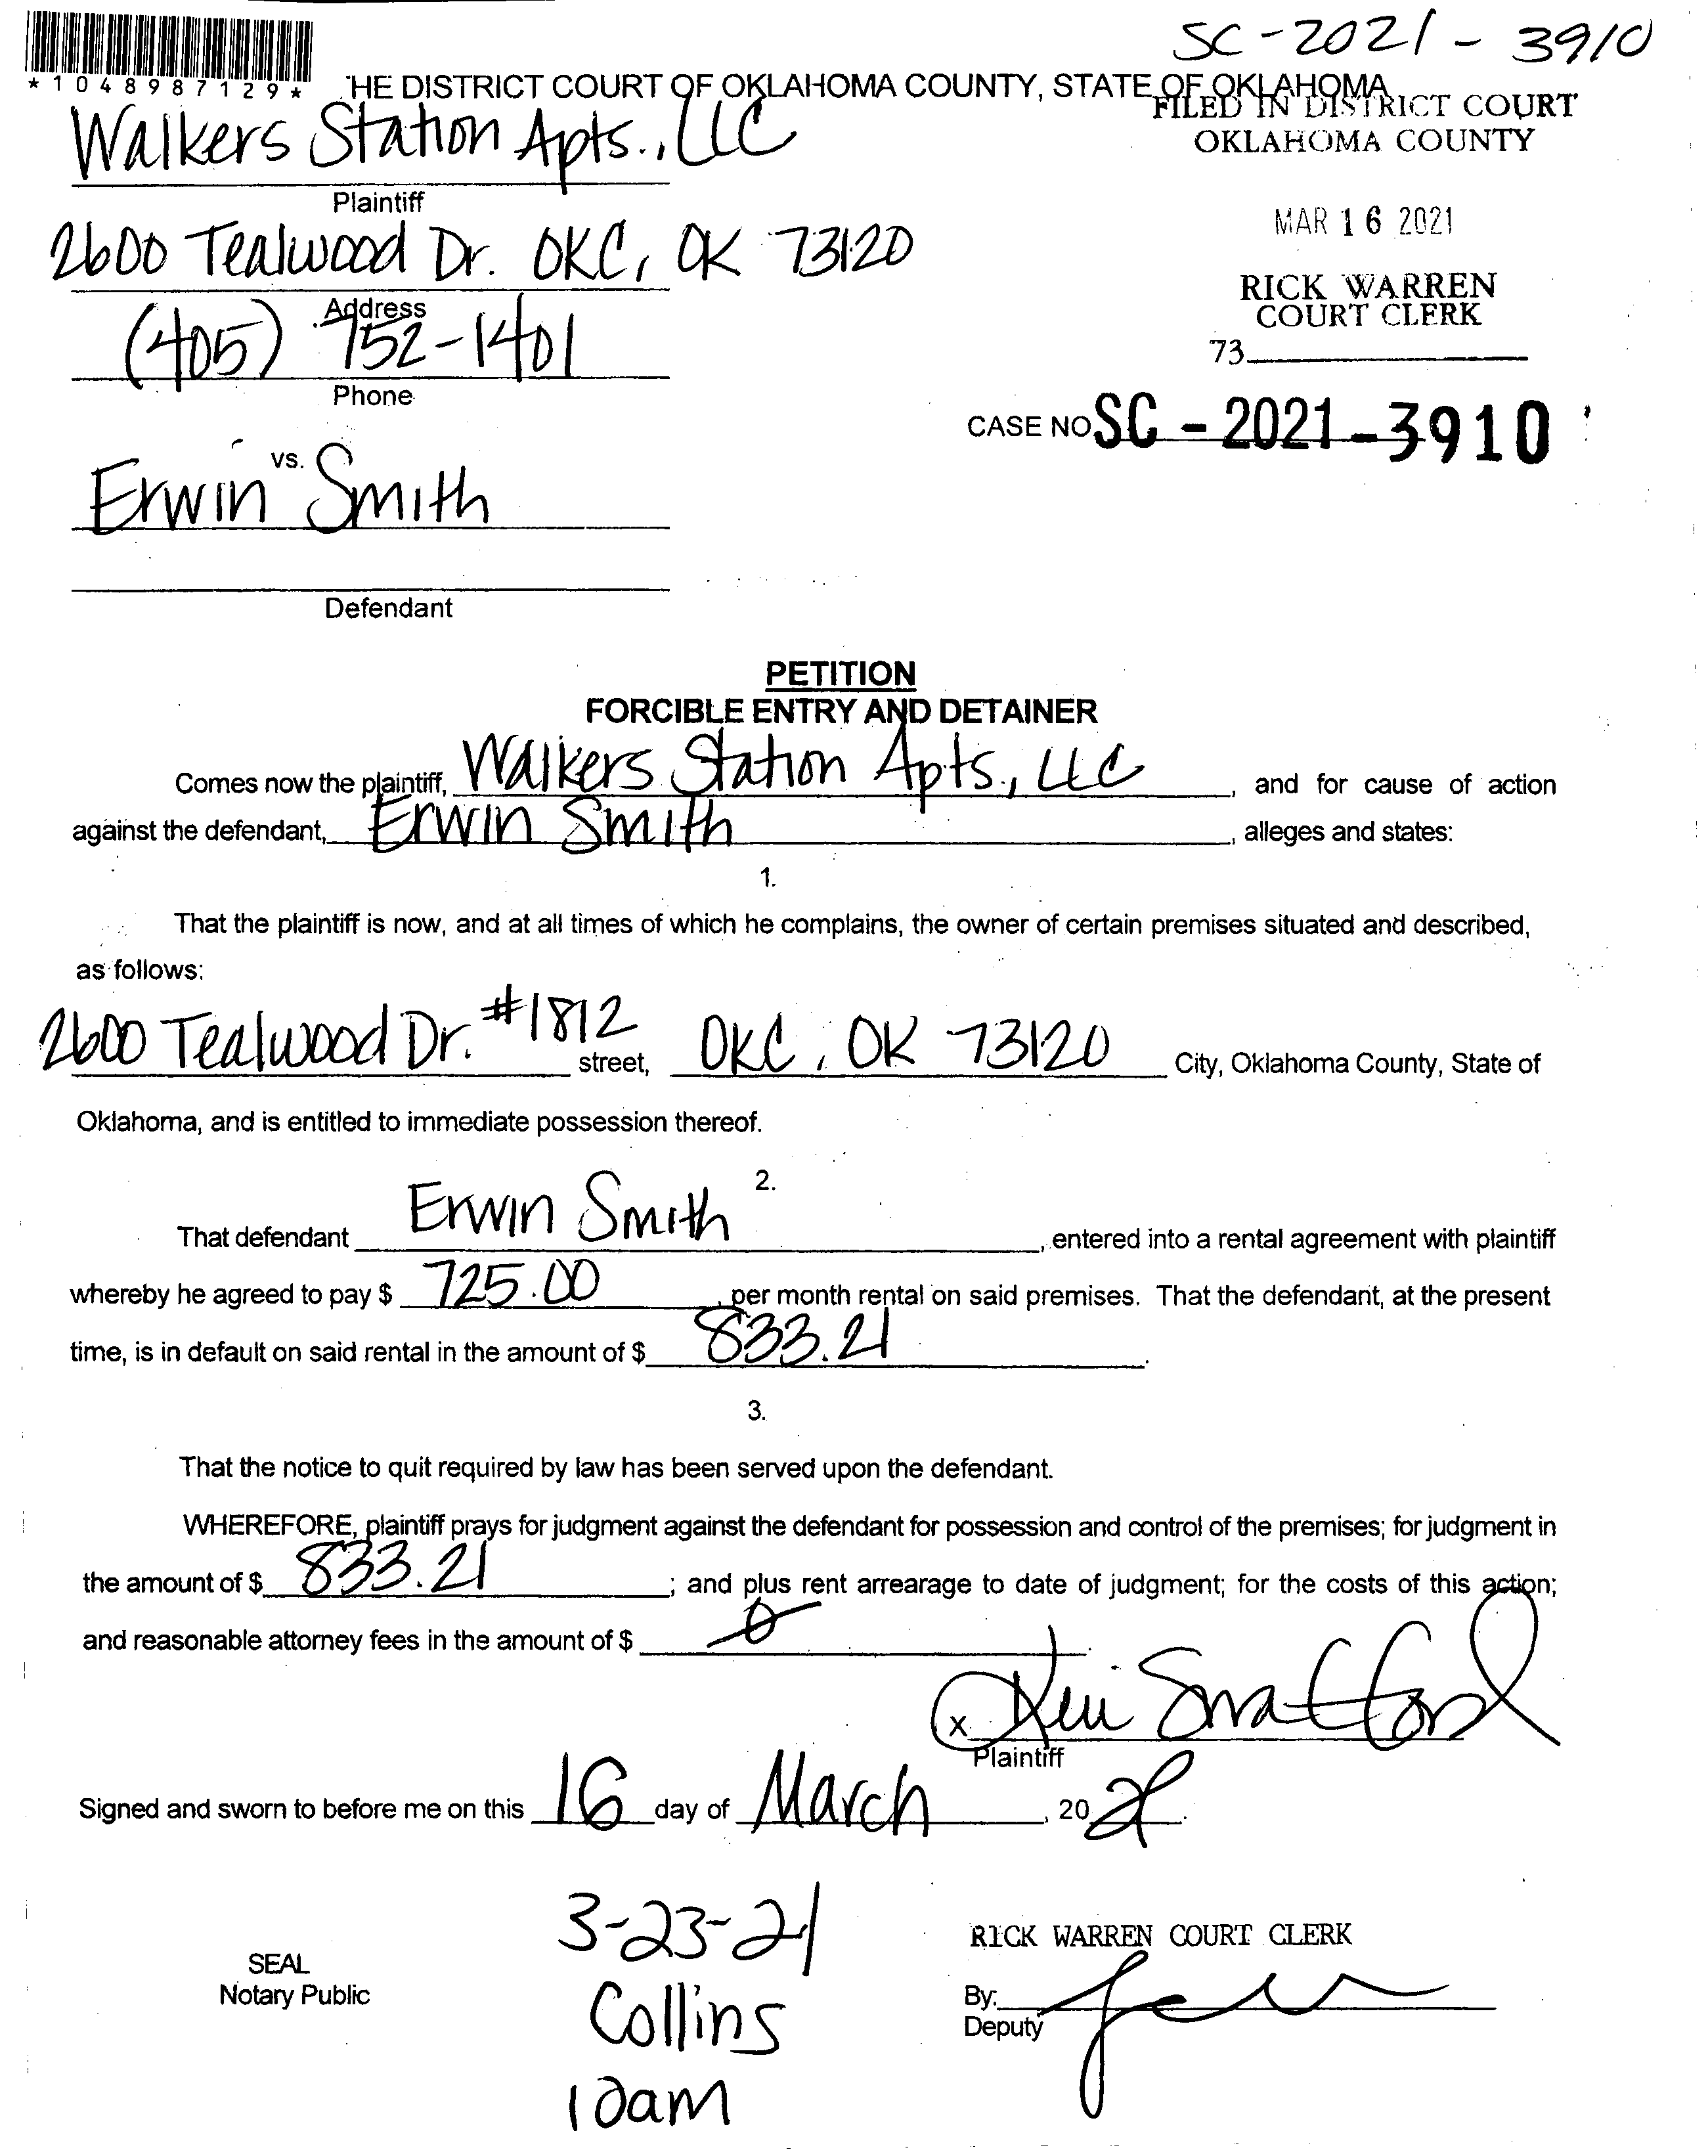 SC-2021-3910
*1048987129*
HE DISTRICT COURT OF OKLAHOMA COUNTY, STATE OF OKLAHOMA
FILED IN DISTRICT COURT
OKLAHOMA COUNTY
Walkers Station Apts., LLC
Plaintiff
MAR 16 2021
2600 Tealwood Dr. OKC, OK 73120
Address
RICK WARREN
COURT CLERK
73
(405) 752-1401
Phone
CASE NO SC - 2021 - 3910
vs.
Erwin Smith
Defendant
PETITION
FORCIBLE ENTRY AND DETAINER
Comes now the plaintiff, Walkers Station Apts., LLC, and for cause of action
against the defendant, Erwin Smith, alleges and states:
1.
That the plaintiff is now, and at all times of which he complains, the owner of certain premises situated and described,
as follows:
2600 Tealwood Dr. #1812 street, OKC, OK 73120 City, Oklahoma County, State of
Oklahoma, and is entitled to immediate possession thereof.
2.
That defendant Erwin Smith, entered into a rental agreement with plaintiff
whereby he agreed to pay $ 725.00, per month rental on said premises. That the defendant, at the present
time, is in default on said rental in the amount of $ 833.21.
3.
That the notice to quit required by law has been served upon the defendant.
WHEREFORE, plaintiff prays for judgment against the defendant for possession and control of the premises; for judgment in
the amount of $ 833.21; and plus rent arrearage to date of judgment; for the costs of this action;
and reasonable attorney fees in the amount of $ 0.
x
Plaintiff
Signed and sworn to before me on this 16 day of March, 20 21.
3-23-21
Collins
10am
SEAL
Notary Public
RICK WARREN COURT CLERK
By:
Deputy